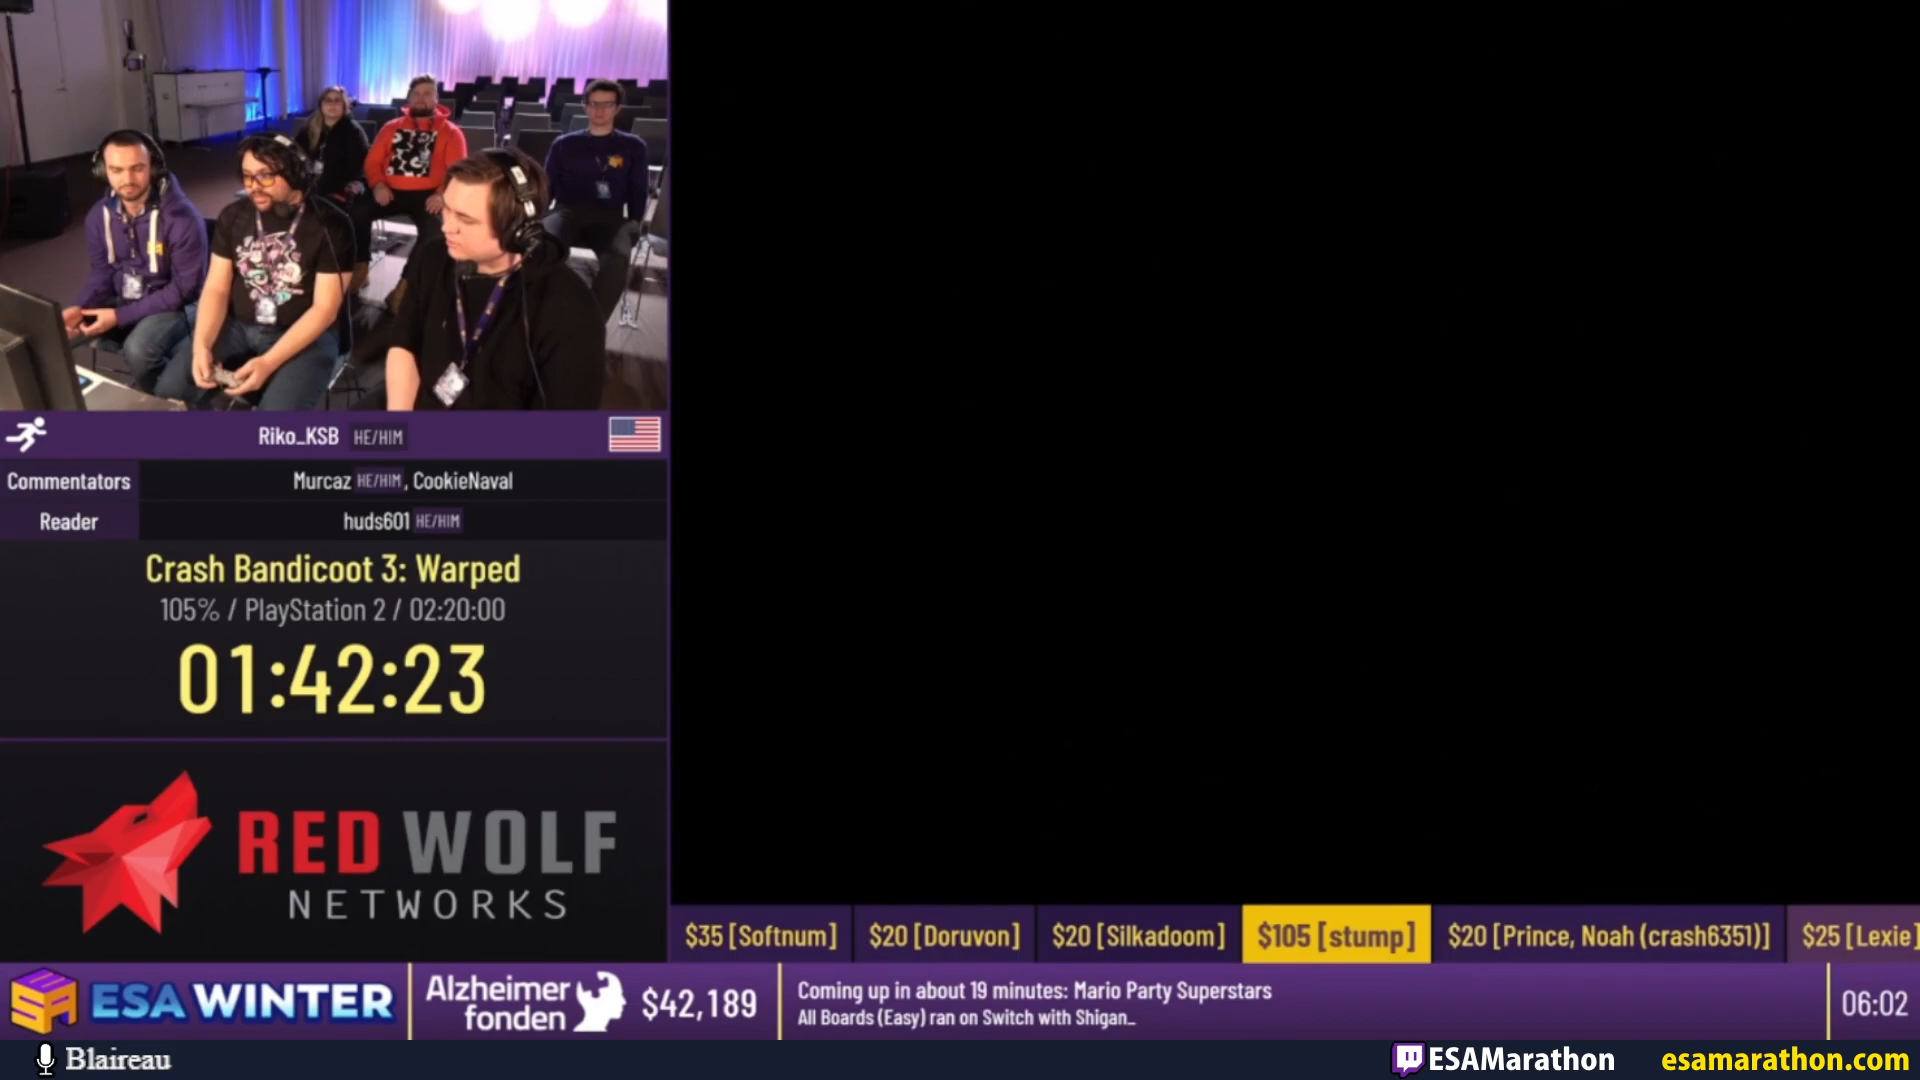 Riko_KSB HE/HIM
Commentators Murcaz HE/HIM, CookieNaval
Reader huds601 HE/HIM
Crash Bandicoot 3: Warped
105% / PlayStation 2 / 02:20:00
01:42:23
RED WOLF
NETWORKS
$35 [Softnum] $20 [Doruvon] $20 [Silkadoom] $105 [stump] $20 [Prince, Noah (crash6351)] $25 [Lexie]
ESA WINTER
Alzheimer
fonden
$42,189
Coming up in about 19 minutes: Mario Party Superstars
All Boards (Easy) ran on Switch with Shigan_
06:02
Blaireau
ESAMarathon
esamarathon.com